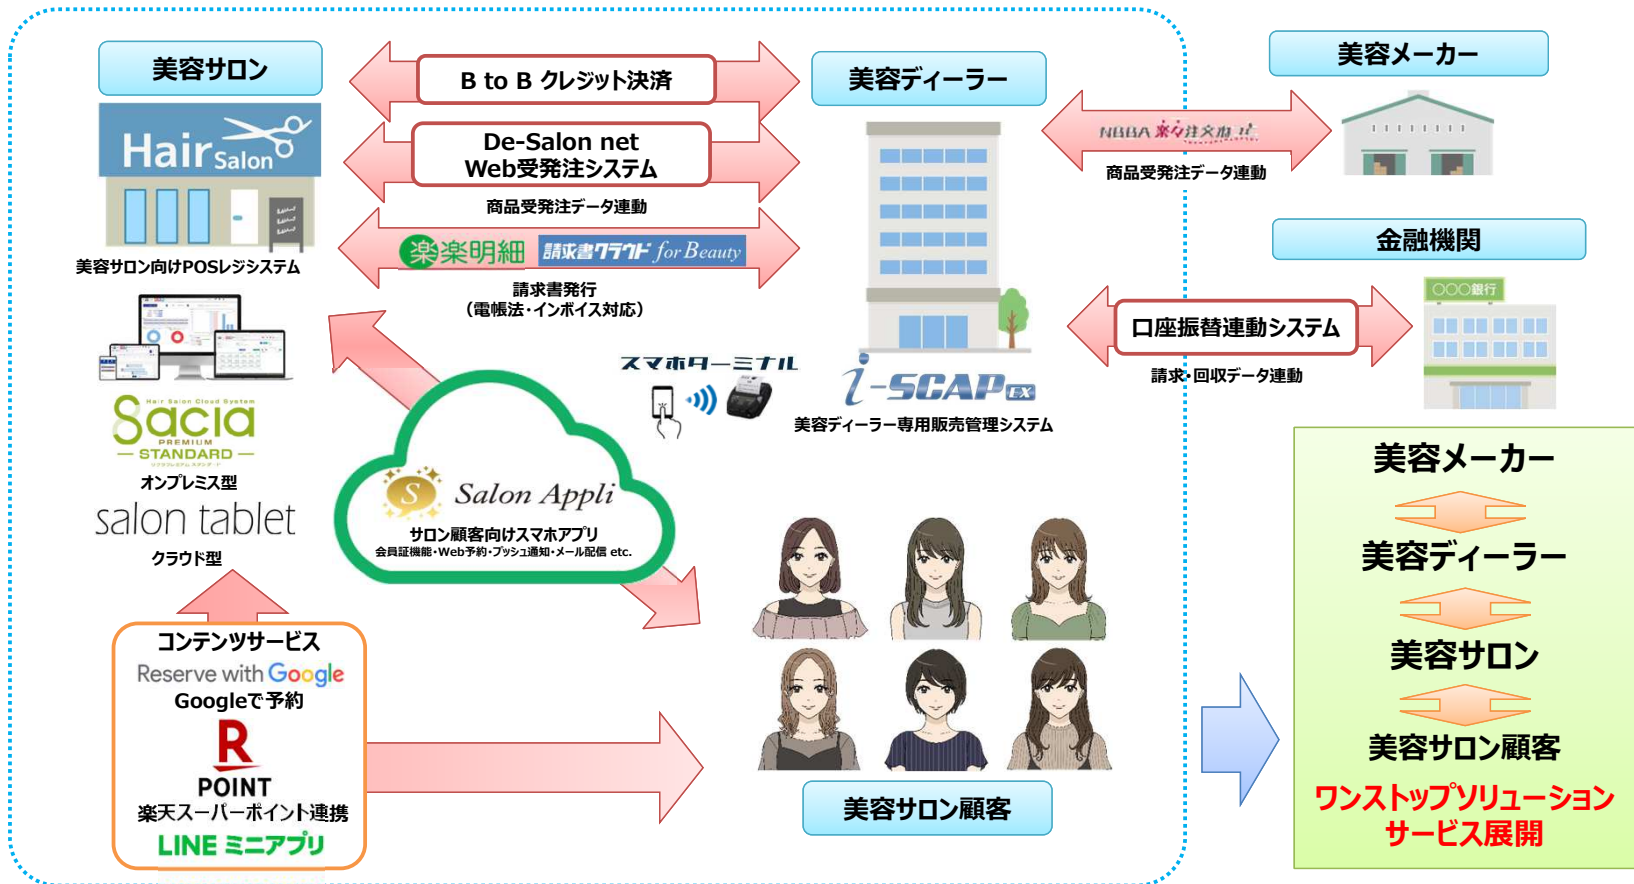 美容サロン
Hair Salon
美容サロン向けPOSレジシステム
Hair Salon Cloud System
Sacia
PREMIUM
STANDARD
オンプレミス型
salon tablet
クラウド型
コンテンツサービス
Reserve with Google
Googleで予約
R
POINT
楽天スーパーポイント連携
LINE ミニアプリ
B to B クレジット決済
De-Salon net
Web受発注システム
商品受発注データ連動
楽楽明細
請求書クラウド for Beauty
請求書発行
（電帳法・インボイス対応）
スマホターミナル
S
Salon Appli
サロン顧客向けスマホアプリ
会員証機能・Web予約・プッシュ通知・メール配信 etc.
美容ディーラー
i-SCAP EX
美容ディーラー専用販売管理システム
美容サロン顧客
美容メーカー
NBBA 楽々注文
商品受発注データ連動
金融機関
〇〇〇銀行
口座振替連動システム
請求・回収データ連動
美容メーカー
美容ディーラー
美容サロン
美容サロン顧客
ワンストップソリューション
サービス展開